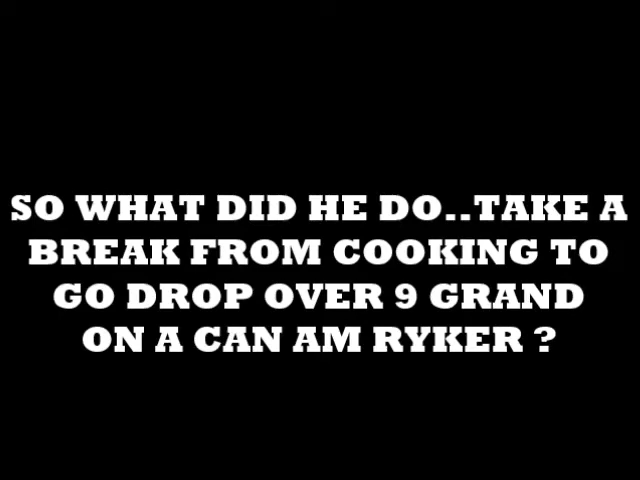 SO WHAT DID HE DO..TAKE A
BREAK FROM COOKING TO
GO DROP OVER 9 GRAND
ON A CAN AM RYKER ?